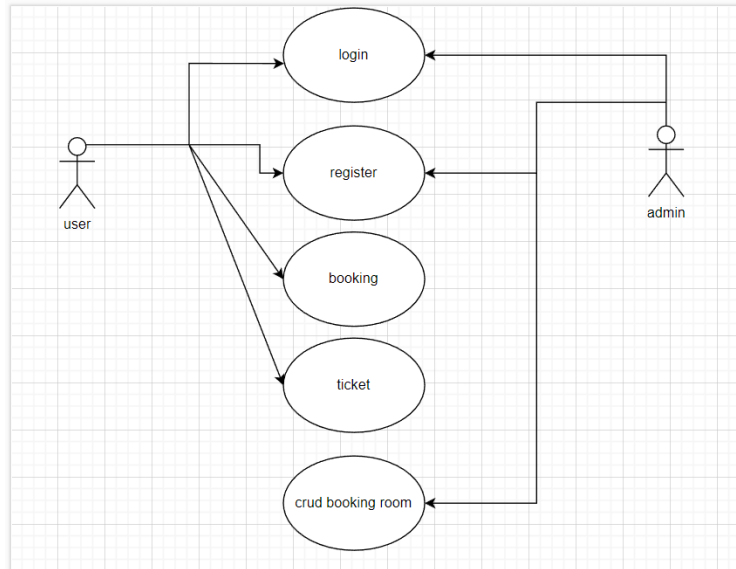 login
register
user
admin
booking
ticket
crud booking room